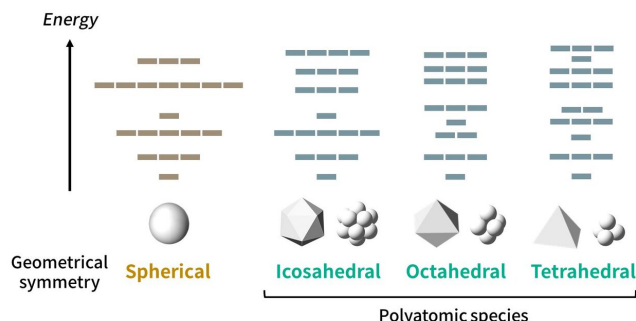 Energy
Geometrical
symmetry
Spherical
Icosahedral
Octahedral
Tetrahedral
Polyatomic species